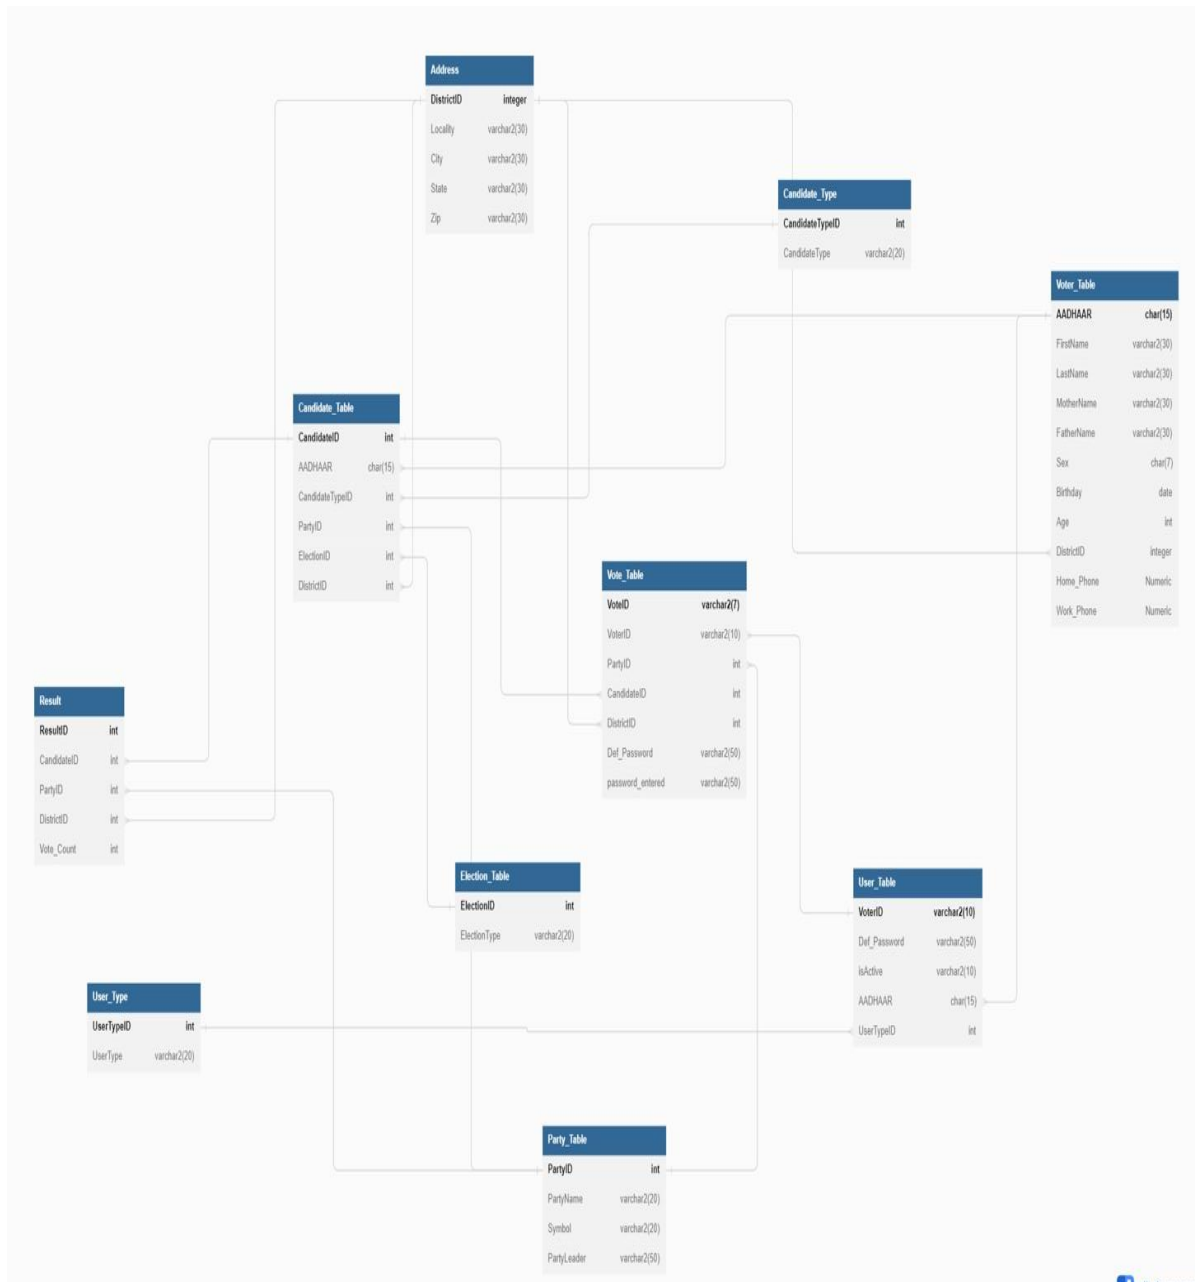 Address
DistrictID integer
Locality varchar2(30)
City varchar2(30)
State varchar2(30)
Zip varchar2(30)
Candidate_Type
CandidateTypeID int
CandidateType varchar2(20)
Voter_Table
AADHAAR char(15)
FirstName varchar2(30)
LastName varchar2(30)
MotherName varchar2(30)
FatherName varchar2(30)
Sex char(7)
Birthday date
Age int
DistrictID integer
Home_Phone Numeric
Work_Phone Numeric
Candidate_Table
CandidateID int
AADHAAR char(15)
CandidateTypeID int
PartyID int
ElectionID int
DistrictID int
Vote_Table
VoteID varchar2(7)
VoterID varchar2(10)
PartyID int
CandidateID int
DistrictID int
Def_Password varchar2(50)
password_entered varchar2(50)
Result
ResultID int
CandidateID int
PartyID int
DistrictID int
Vote_Count int
Election_Table
ElectionID int
ElectionType varchar2(20)
User_Table
VoterID varchar2(10)
Def_Password varchar2(50)
isActive varchar2(10)
AADHAAR char(15)
UserTypeID int
User_Type
UserTypeID int
UserType varchar2(20)
Party_Table
PartyID int
PartyName varchar2(20)
Symbol varchar2(20)
PartyLeader varchar2(50)